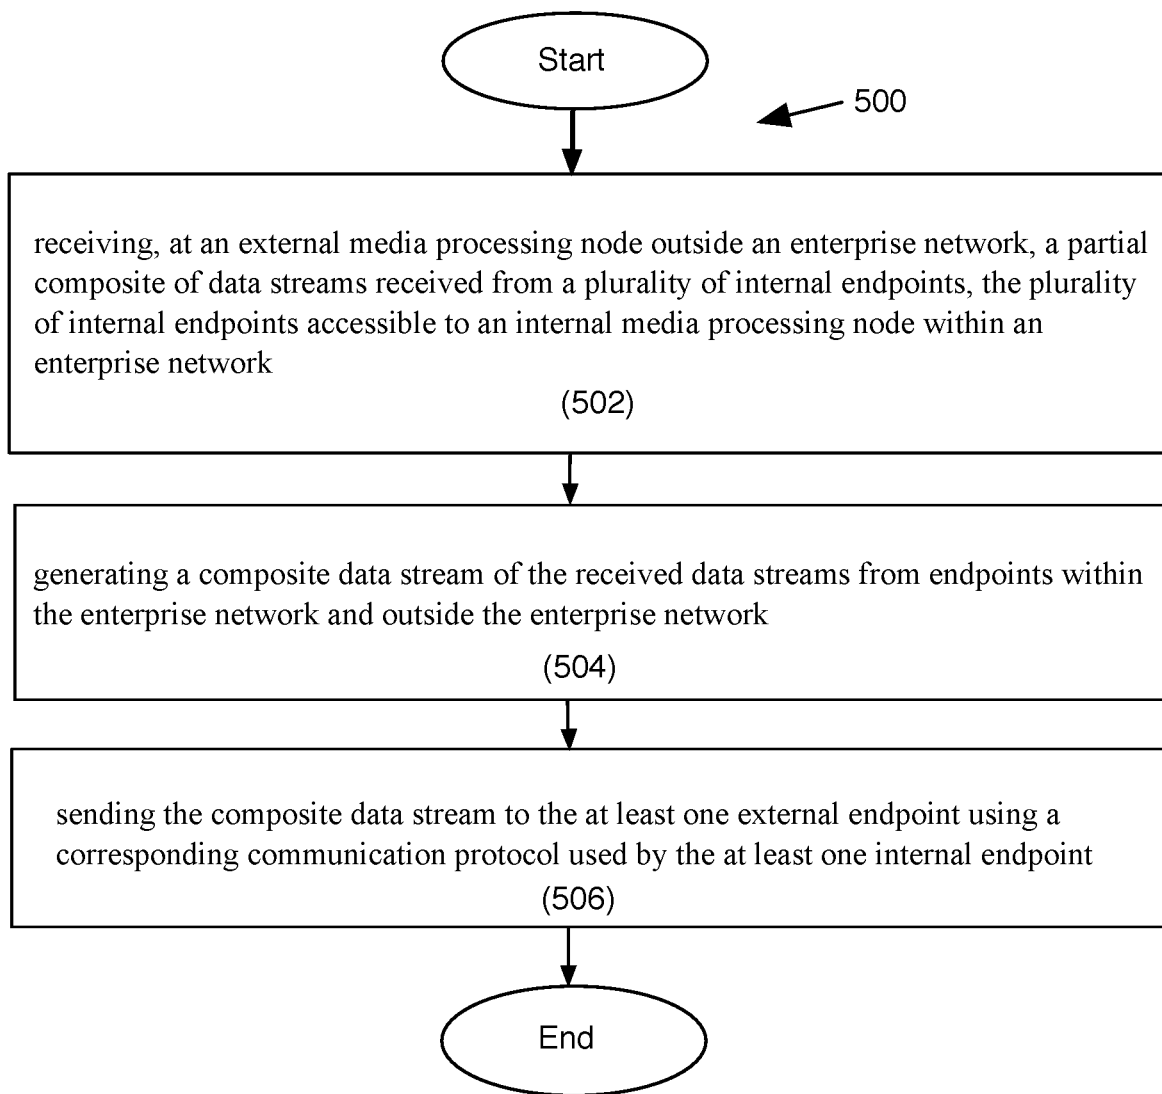 Start
500
receiving, at an external media processing node outside an enterprise network, a partial
composite of data streams received from a plurality of internal endpoints, the plurality
of internal endpoints accessible to an internal media processing node within an
enterprise network
(502)
generating a composite data stream of the received data streams from endpoints within
the enterprise network and outside the enterprise network
(504)
sending the composite data stream to the at least one external endpoint using a
corresponding communication protocol used by the at least one internal endpoint
(506)
End